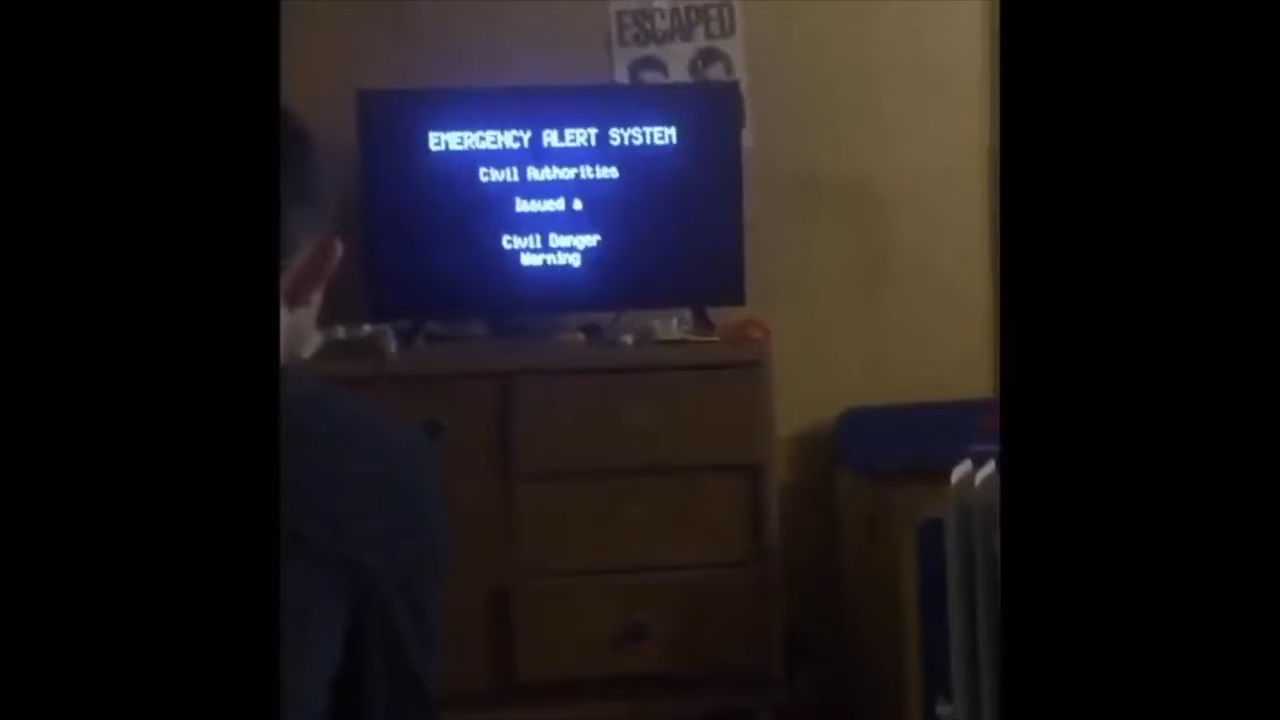 ESCAPED
EMERGENCY ALERT SYSTEM
Civil Authorities
Issued a
Civil Danger
Warning